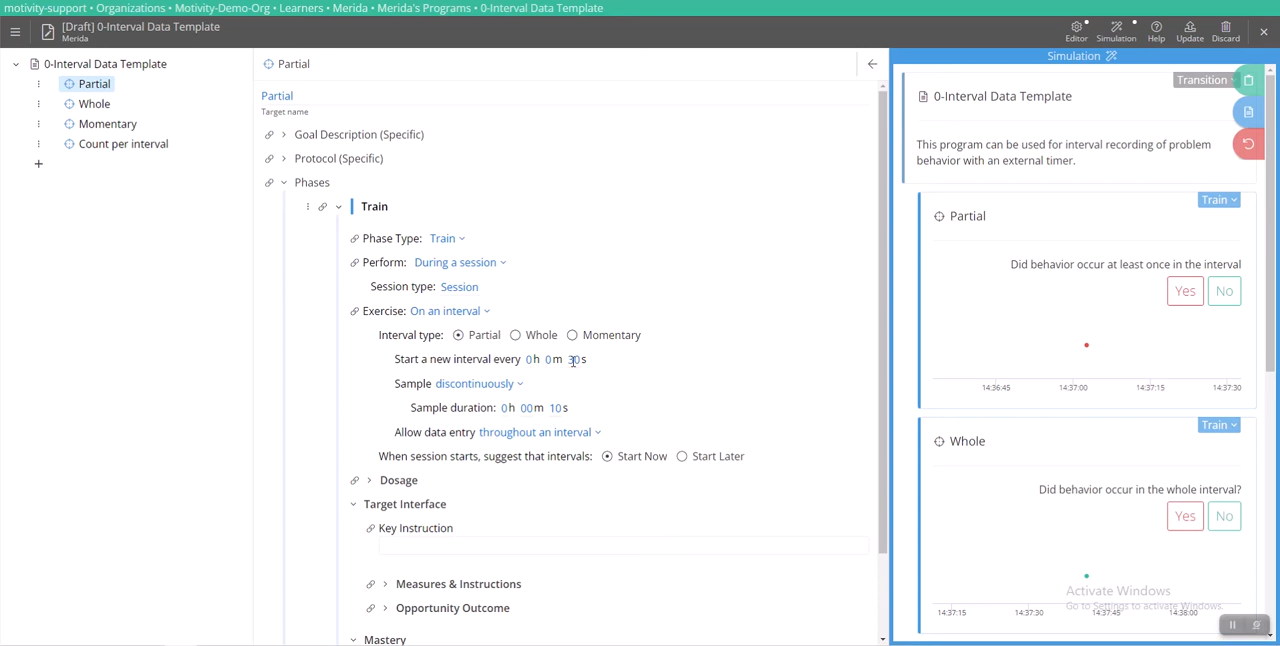 motivity-support • Organizations • Motivity-Demo-Org • Learners • Merida • Merida's Programs • 0-Interval Data Template
[Draft] 0-Interval Data Template
Merida
Editor
Simulation
Help
Update
Discard
0-Interval Data Template
Partial
Whole
Momentary
Count per interval
Partial
Partial
Target name
Goal Description (Specific)
Protocol (Specific)
Phases
Train
Phase Type: Train
Perform: During a session
Session type: Session
Exercise: On an interval
Interval type: Partial Whole Momentary
Start a new interval every 0h 0m 30s
Sample discontinuously
Sample duration: 0h 00m 10s
Allow data entry throughout an interval
When session starts, suggest that intervals: Start Now Start Later
Dosage
Target Interface
Key Instruction
Measures & Instructions
Opportunity Outcome
Mastery
Simulation
Transition
0-Interval Data Template
This program can be used for interval recording of problem
behavior with an external timer.
Train
Partial
Did behavior occur at least once in the interval
Yes No
14:36:45 14:37:00 14:37:15 14:37:30
Train
Whole
Did behavior occur in the whole interval?
Yes No
Activate Windows
Go to Settings to activate Windows.
14:37:15 14:37:30 14:37:45 14:38:00